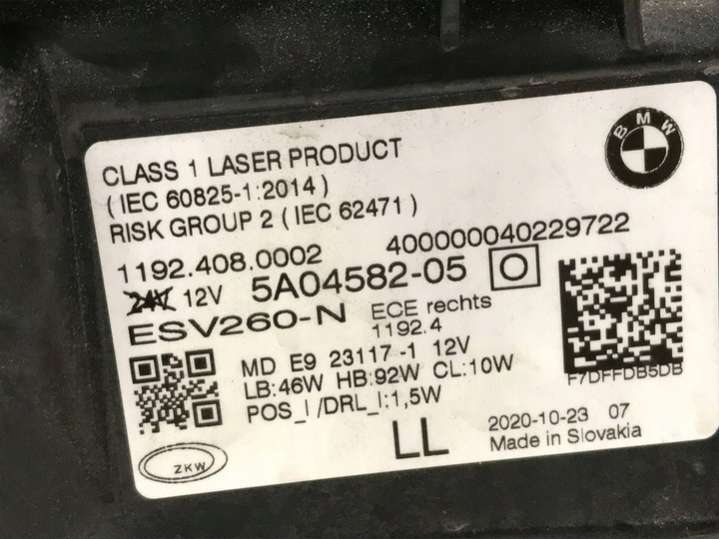 BMW
CLASS 1 LASER PRODUCT
(IEC 60825-1:2014)
RISK GROUP 2 (IEC 62471)
1192.408.0002 400000040229722
24V 12V 5A04582-05 O
ESV260-N ECE rechts
1192.4
MD E9 23117-1 12V
LB:46W HB:92W CL:10W
F7DFFDB5DB
POS_I/DRL_I:1,5W
LL 2020-10-23 07
Made in Slovakia
ZKW